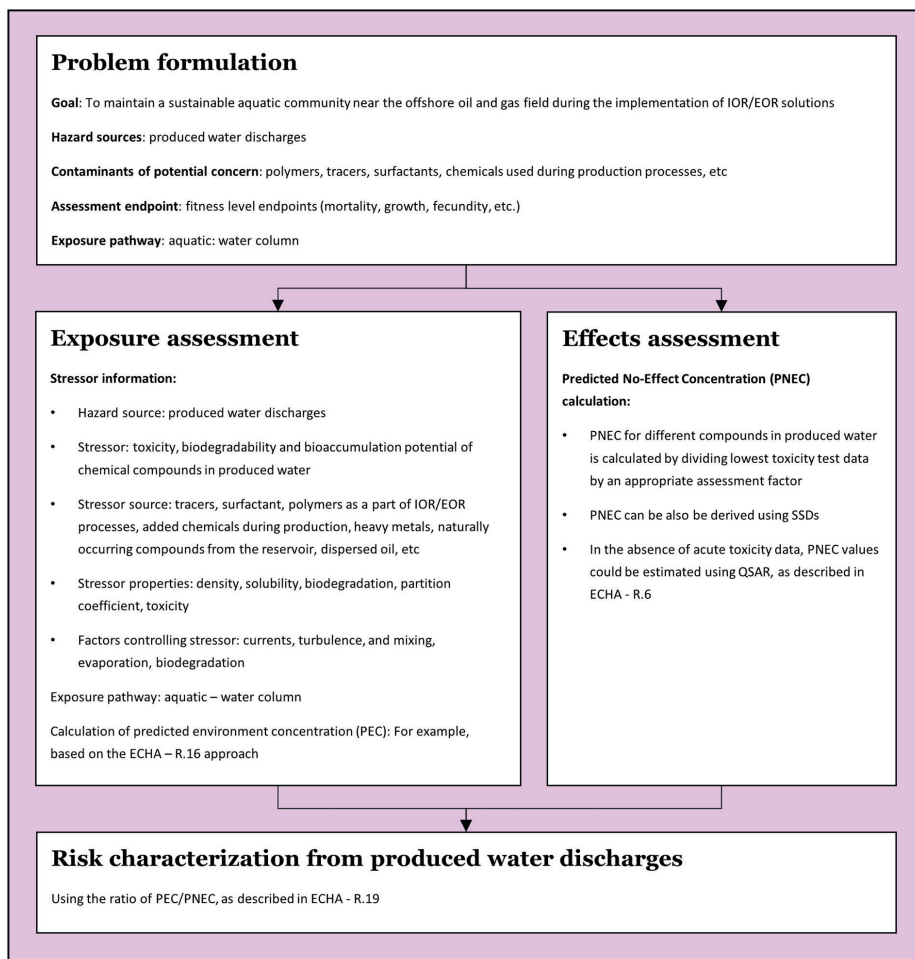 Problem formulation
Goal: To maintain a sustainable aquatic community near the offshore oil and gas field during the implementation of IOR/EOR solutions
Hazard sources: produced water discharges
Contaminants of potential concern: polymers, tracers, surfactants, chemicals used during production processes, etc
Assessment endpoint: fitness level endpoints (mortality, growth, fecundity, etc.)
Exposure pathway: aquatic: water column
Exposure assessment
Stressor information:
• Hazard source: produced water discharges
• Stressor: toxicity, biodegradability and bioaccumulation potential of
chemical compounds in produced water
• Stressor source: tracers, surfactant, polymers as a part of IOR/EOR
processes, added chemicals during production, heavy metals, naturally
occurring compounds from the reservoir, dispersed oil, etc
• Stressor properties: density, solubility, biodegradation, partition
coefficient, toxicity
• Factors controlling stressor: currents, turbulence, and mixing,
evaporation, biodegradation
Exposure pathway: aquatic – water column
Calculation of predicted environment concentration (PEC): For example,
based on the ECHA – R.16 approach
Effects assessment
Predicted No-Effect Concentration (PNEC)
calculation:
• PNEC for different compounds in produced water
is calculated by dividing lowest toxicity test data
by an appropriate assessment factor
• PNEC can be also be derived using SSDs
• In the absence of acute toxicity data, PNEC values
could be estimated using QSAR, as described in
ECHA - R.6
Risk characterization from produced water discharges
Using the ratio of PEC/PNEC, as described in ECHA - R.19